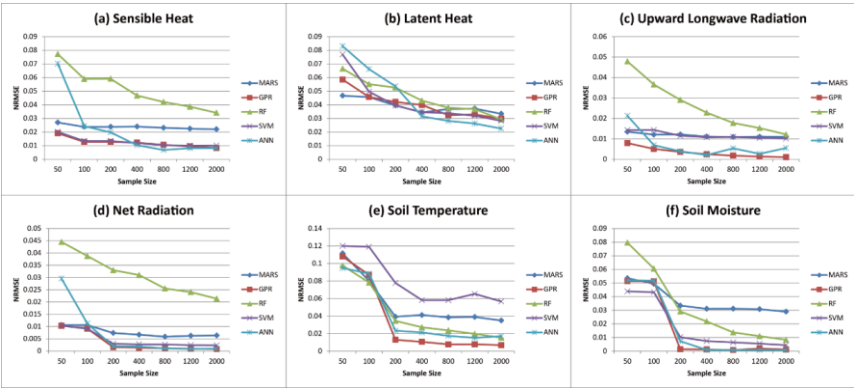 (a) Sensible Heat
NRMSE
0.09
0.08
0.07
0.06
0.05
0.04
0.03
0.02
0.01
0
50 100 200 400 800 1200 2000
Sample Size
MARS
GPR
RF
SVM
ANN
(b) Latent Heat
NRMSE
0.09
0.08
0.07
0.06
0.05
0.04
0.03
0.02
0.01
0
50 100 200 400 800 1200 2000
Sample Size
MARS
GPR
RF
SVM
ANN
(c) Upward Longwave Radiation
NRMSE
0.06
0.05
0.04
0.03
0.02
0.01
0
50 100 200 400 800 1200 2000
Sample Size
MARS
GPR
RF
SVM
ANN
(d) Net Radiation
NRMSE
0.05
0.045
0.04
0.035
0.03
0.025
0.02
0.015
0.01
0.005
0
50 100 200 400 800 1200 2000
Sample Size
MARS
GPR
RF
SVM
ANN
(e) Soil Temperature
NRMSE
0.14
0.12
0.1
0.08
0.06
0.04
0.02
0
50 100 200 400 800 1200 2000
Sample Size
MARS
GPR
RF
SVM
ANN
(f) Soil Moisture
NRMSE
0.09
0.08
0.07
0.06
0.05
0.04
0.03
0.02
0.01
0
50 100 200 400 800 1200 2000
Sample Size
MARS
GPR
RF
SVM
ANN